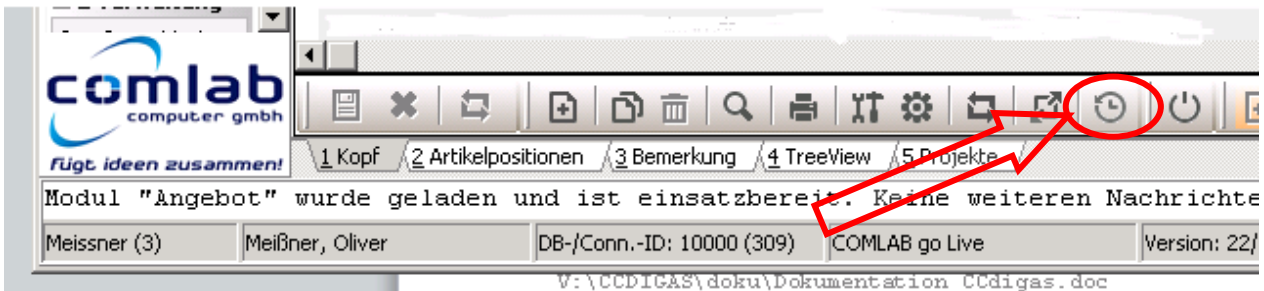 comlab
computer gmbh
fügt ideen zusammen!
1 Kopf
2 Artikelpositionen
3 Bemerkung
4 TreeView
5 Projekte
Modul "Angebot" wurde geladen und ist einsatzbereit. Keine weiteren Nachrichte
Meissner (3)
Meißner, Oliver
DB-/Conn.-ID: 10000 (309)
COMLAB go Live
Version: 22/
V:\CCDIGAS\doku\Dokumentation CCdigas.doc